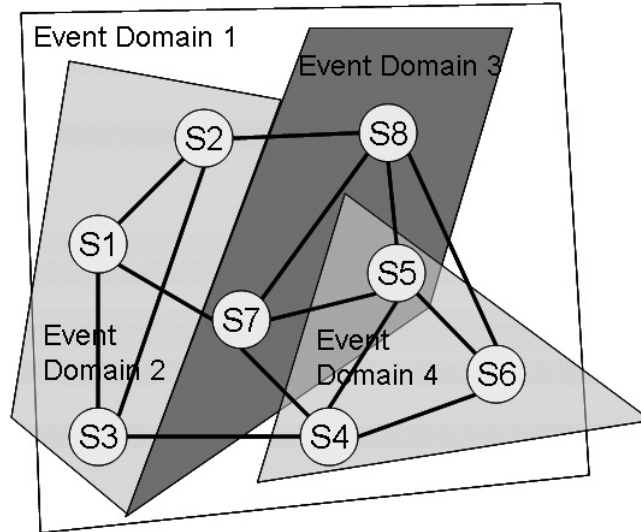 Event Domain 1
Event Domain 3
S2
S8
S1
S5
S7
Event
Domain 2
Event
Domain 4
S6
S3
S4